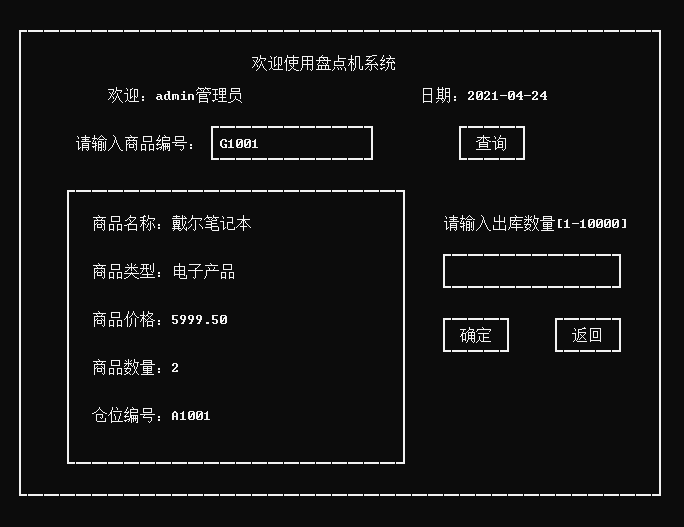 欢迎使用盘点机系统
欢迎：admin管理员 日期：2021-04-24
请输入商品编号： G1001 查询
商品名称：戴尔笔记本
商品类型：电子产品
商品价格：5999.50
商品数量：2
仓位编号：A1001
请输入出库数量[1-10000]
确定 返回